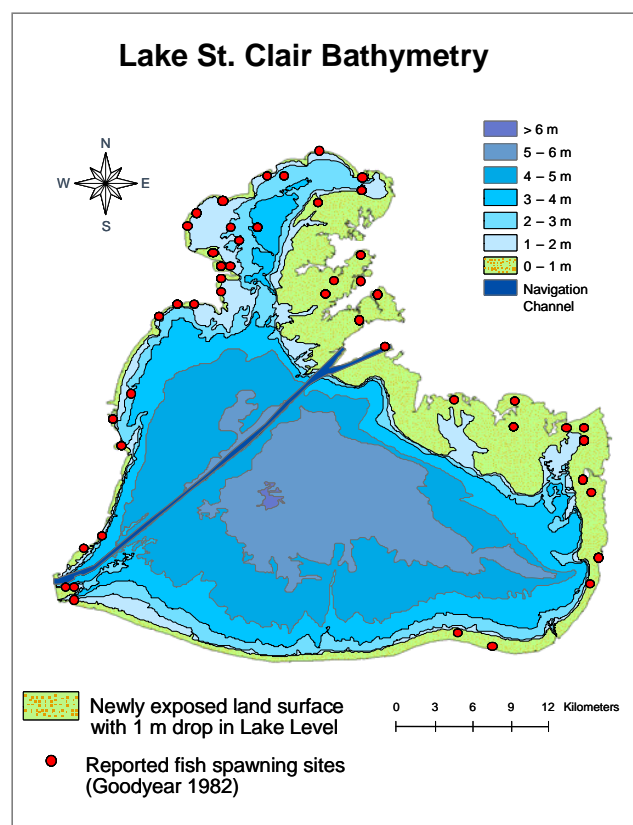 Lake St. Clair Bathymetry
N
W E
S
> 6 m
5 – 6 m
4 – 5 m
3 – 4 m
2 – 3 m
1 – 2 m
0 – 1 m
Navigation
Channel
Newly exposed land surface
with 1 m drop in Lake Level
0 3 6 9 12 Kilometers
Reported fish spawning sites
(Goodyear 1982)